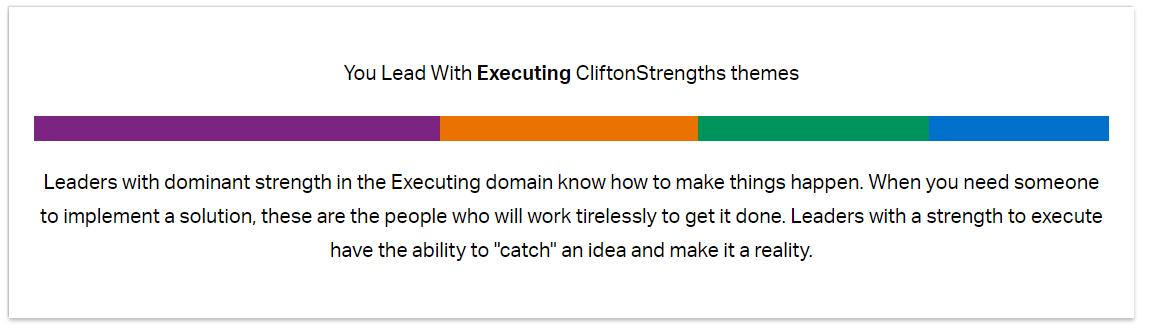 You Lead With Executing CliftonStrengths themes
Leaders with dominant strength in the Executing domain know how to make things happen. When you need someone
to implement a solution, these are the people who will work tirelessly to get it done. Leaders with a strength to execute
have the ability to "catch" an idea and make it a reality.